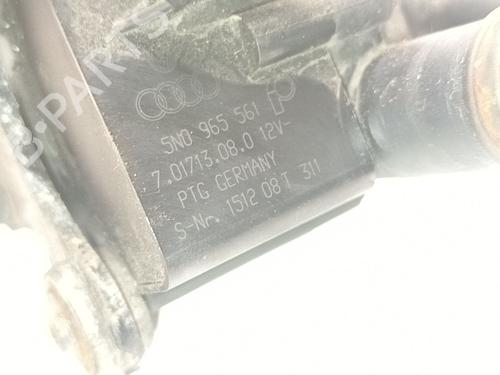 B-PARTS
5N0 965 561
7.01713.08.0 12V-
PTG GERMANY
S-Nr. 1512 08T 311